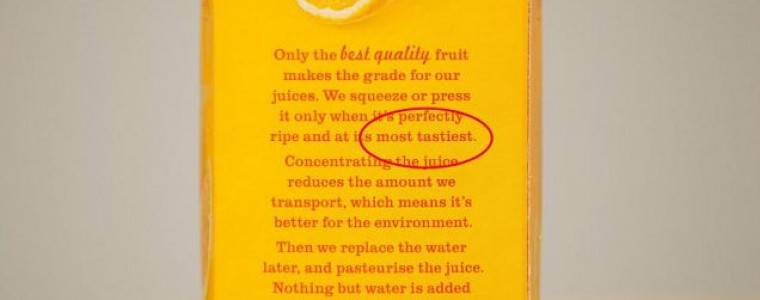 Only the best quality fruit
makes the grade for our
juices. We squeeze or press
it only when it's perfectly
ripe and at its most tastiest.
Concentrating the juice
reduces the amount we
transport, which means it's
better for the environment.
Then we replace the water
later, and pasteurise the juice.
Nothing but water is added